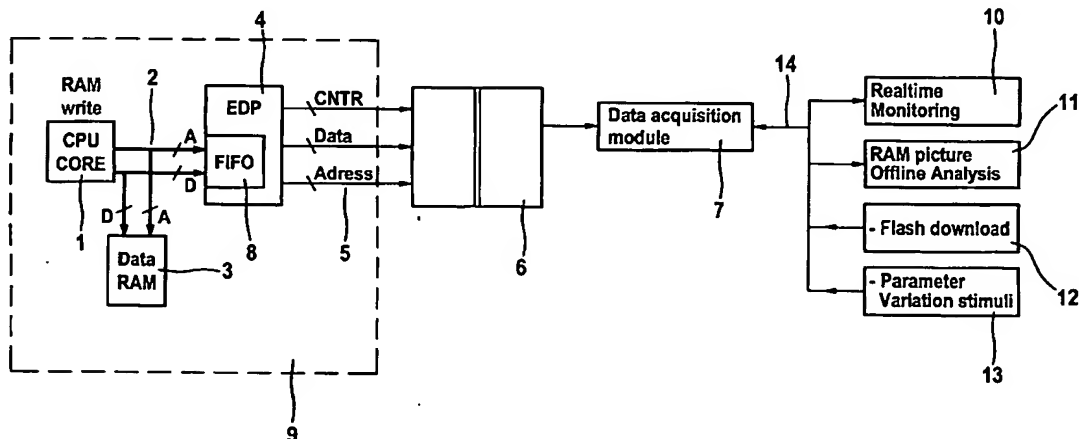 4
10
RAM
write
2
14
EDP
CNTR
Realtime
Monitoring
11
CPU
CORE
A
Data
Data acquisition
module
FIFO
RAM picture
Offline Analysis
D
Adress
D
A
- Flash download
1
8
5
6
7
Data
RAM
3
- Parameter
Variation stimuli
12
13
9